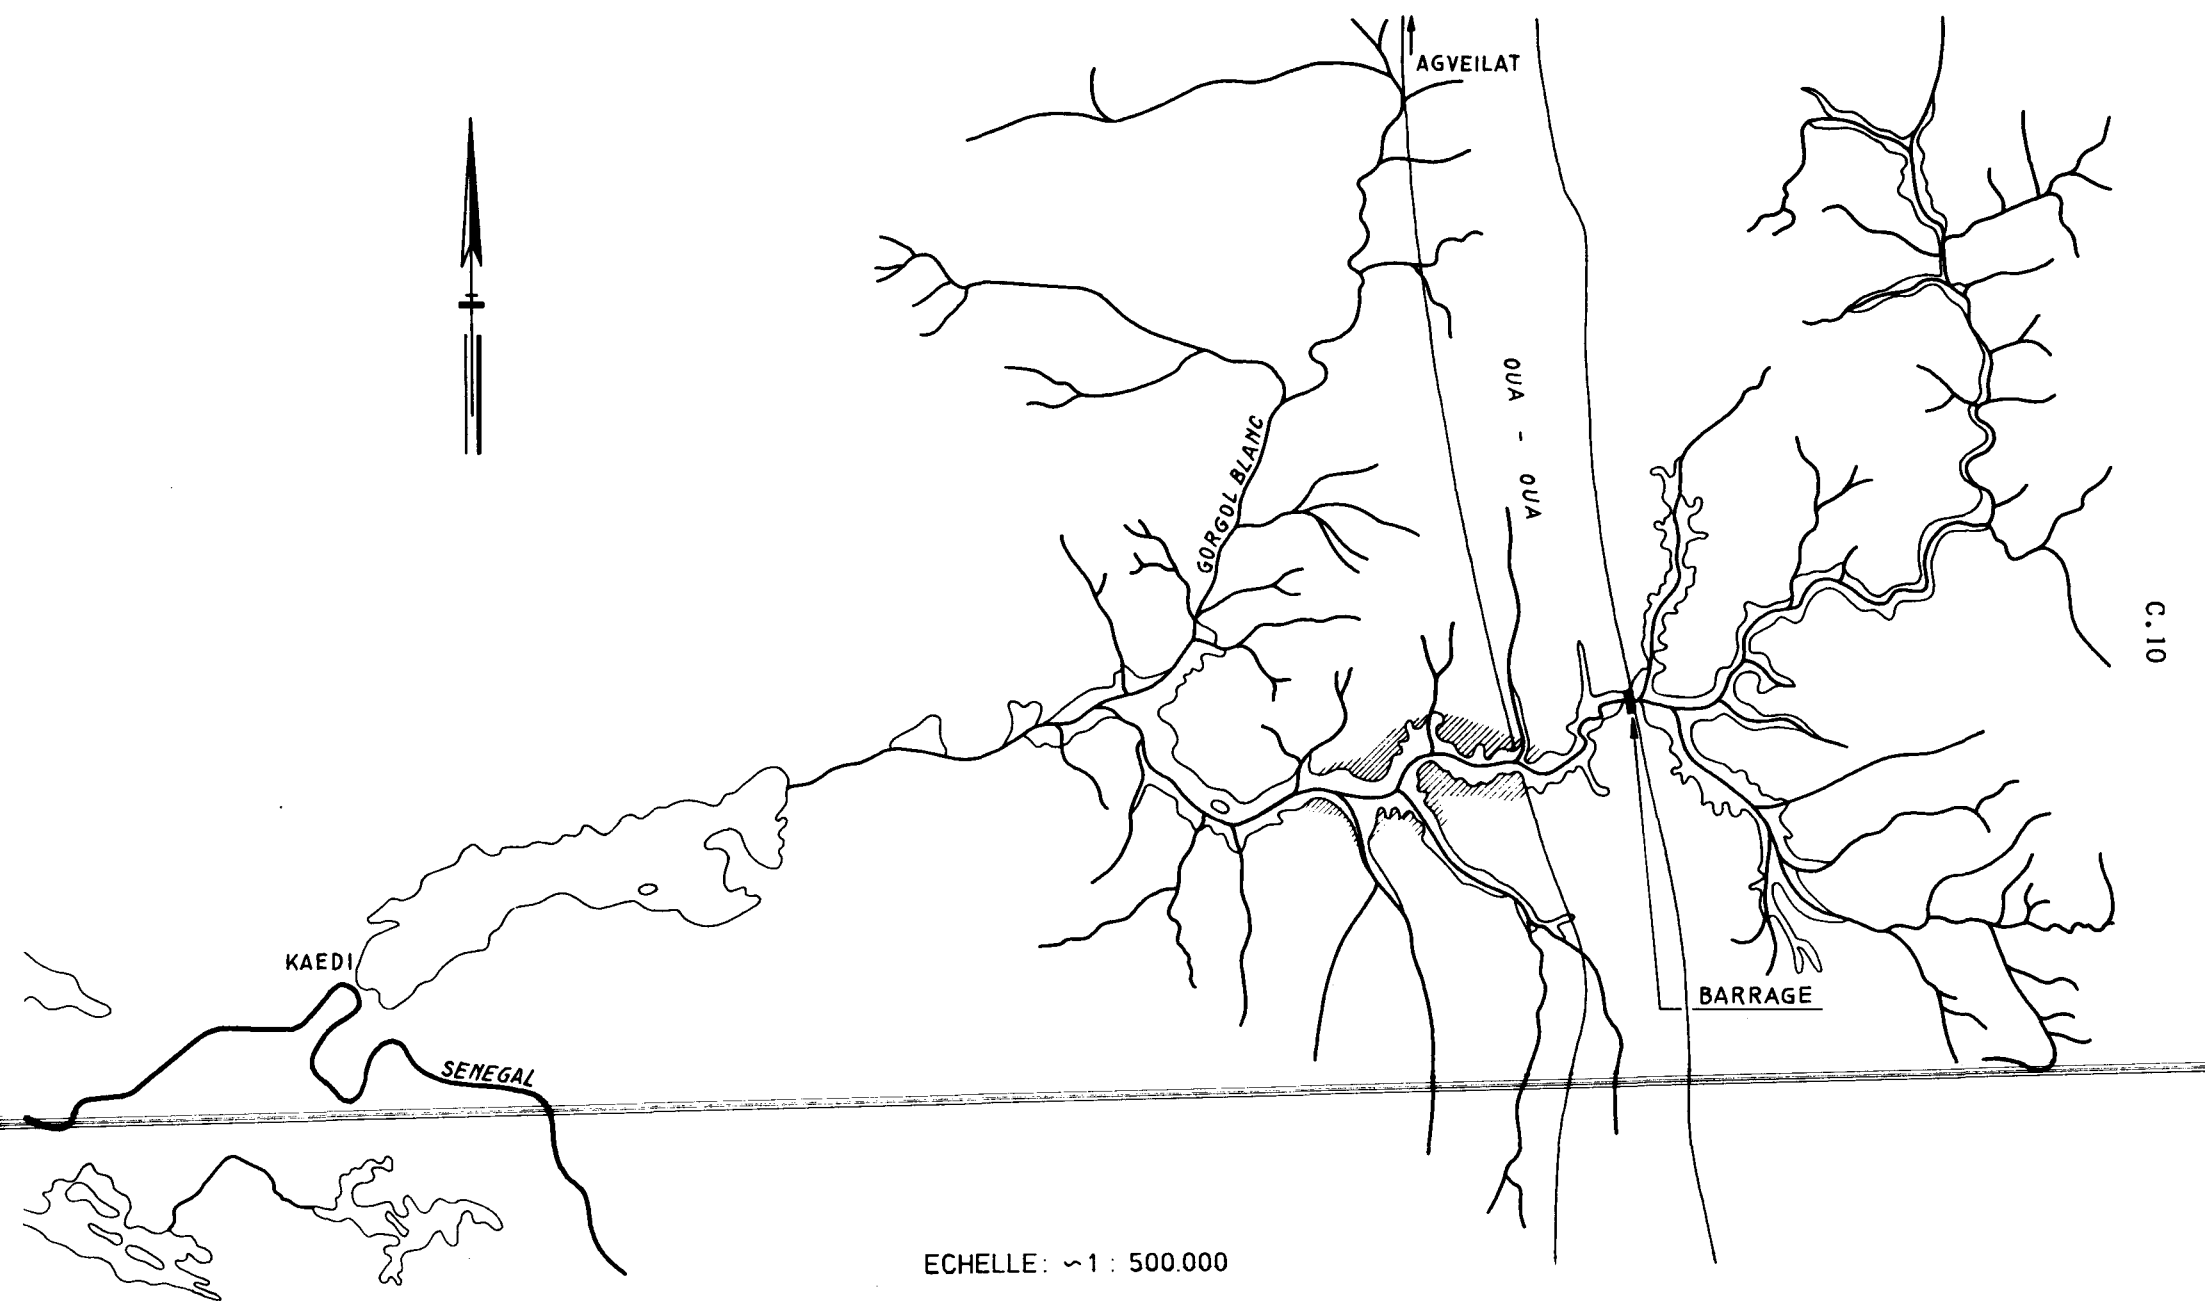 AGVEILAT
OUA - OUA
GORGOL BLANC
C.10
KAEDI
BARRAGE
SENEGAL
ECHELLE: ~1 : 500.000